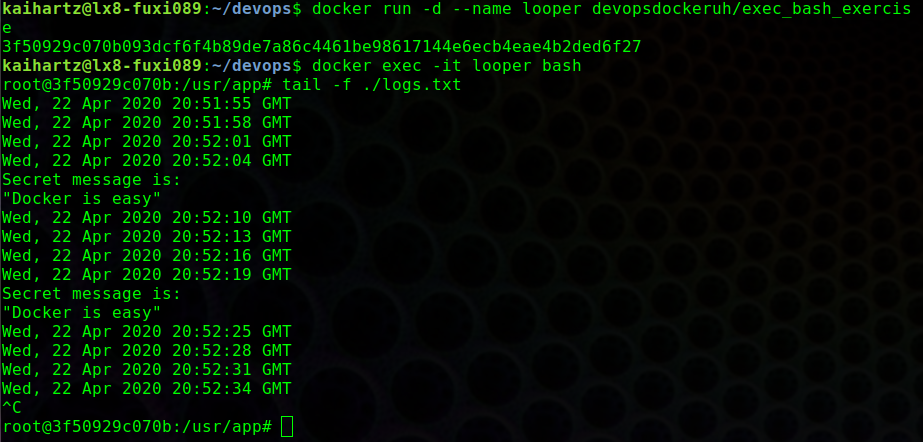 kaihartz@lx8-fuxi089:~/devops$ docker run -d --name looper devopsdockeruh/exec_bash_exercis
e
3f50929c070b093dcf6f4b89de7a86c4461be98617144e6ecb4eae4b2ded6f27
kaihartz@lx8-fuxi089:~/devops$ docker exec -it looper bash
root@3f50929c070b:/usr/app# tail -f ./logs.txt
Wed, 22 Apr 2020 20:51:55 GMT
Wed, 22 Apr 2020 20:51:58 GMT
Wed, 22 Apr 2020 20:52:01 GMT
Wed, 22 Apr 2020 20:52:04 GMT
Secret message is:
"Docker is easy"
Wed, 22 Apr 2020 20:52:10 GMT
Wed, 22 Apr 2020 20:52:13 GMT
Wed, 22 Apr 2020 20:52:16 GMT
Wed, 22 Apr 2020 20:52:19 GMT
Secret message is:
"Docker is easy"
Wed, 22 Apr 2020 20:52:25 GMT
Wed, 22 Apr 2020 20:52:28 GMT
Wed, 22 Apr 2020 20:52:31 GMT
Wed, 22 Apr 2020 20:52:34 GMT
^C
root@3f50929c070b:/usr/app#